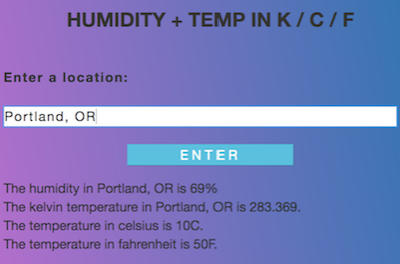 HUMIDITY + TEMP IN K / C / F
Enter a location:
Portland, OR
ENTER
The humidity in Portland, OR is 69%
The kelvin temperature in Portland, OR is 283.369.
The temperature in celsius is 10C.
The temperature in fahrenheit is 50F.